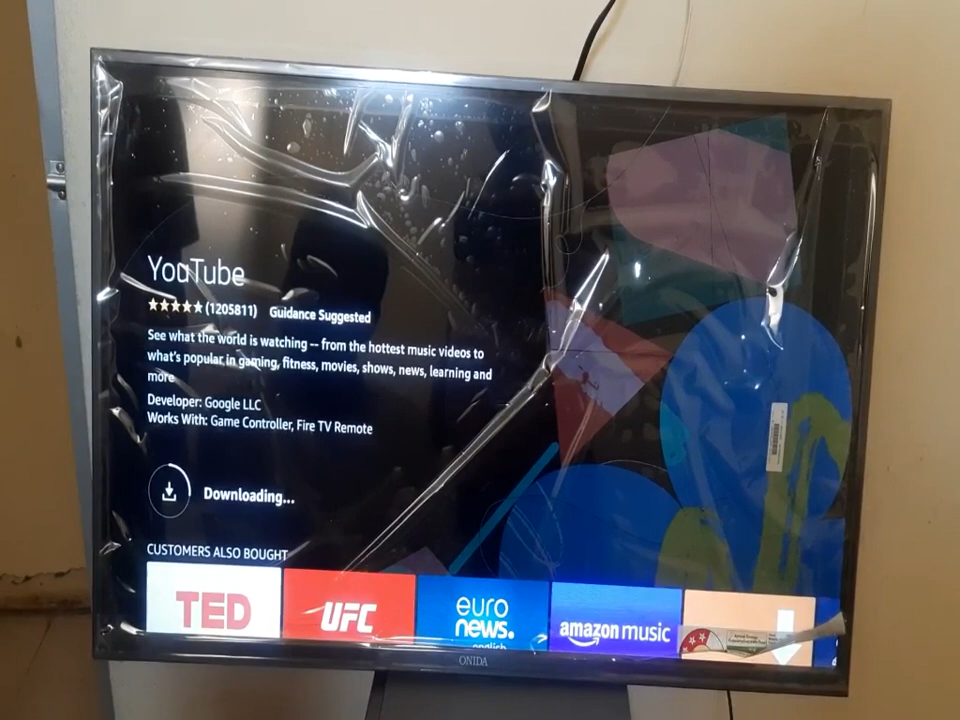 YouTube
(1205811) Guidance Suggested
See what the world is watching -- from the hottest music videos to
what's popular in gaming, fitness, movies, shows, news, learning and
more
Developer: Google LLC
Works With: Game Controller, Fire TV Remote
Downloading...
CUSTOMERS ALSO BOUGHT
TED
UFC
euro
news.
english
amazon music
ONIDA